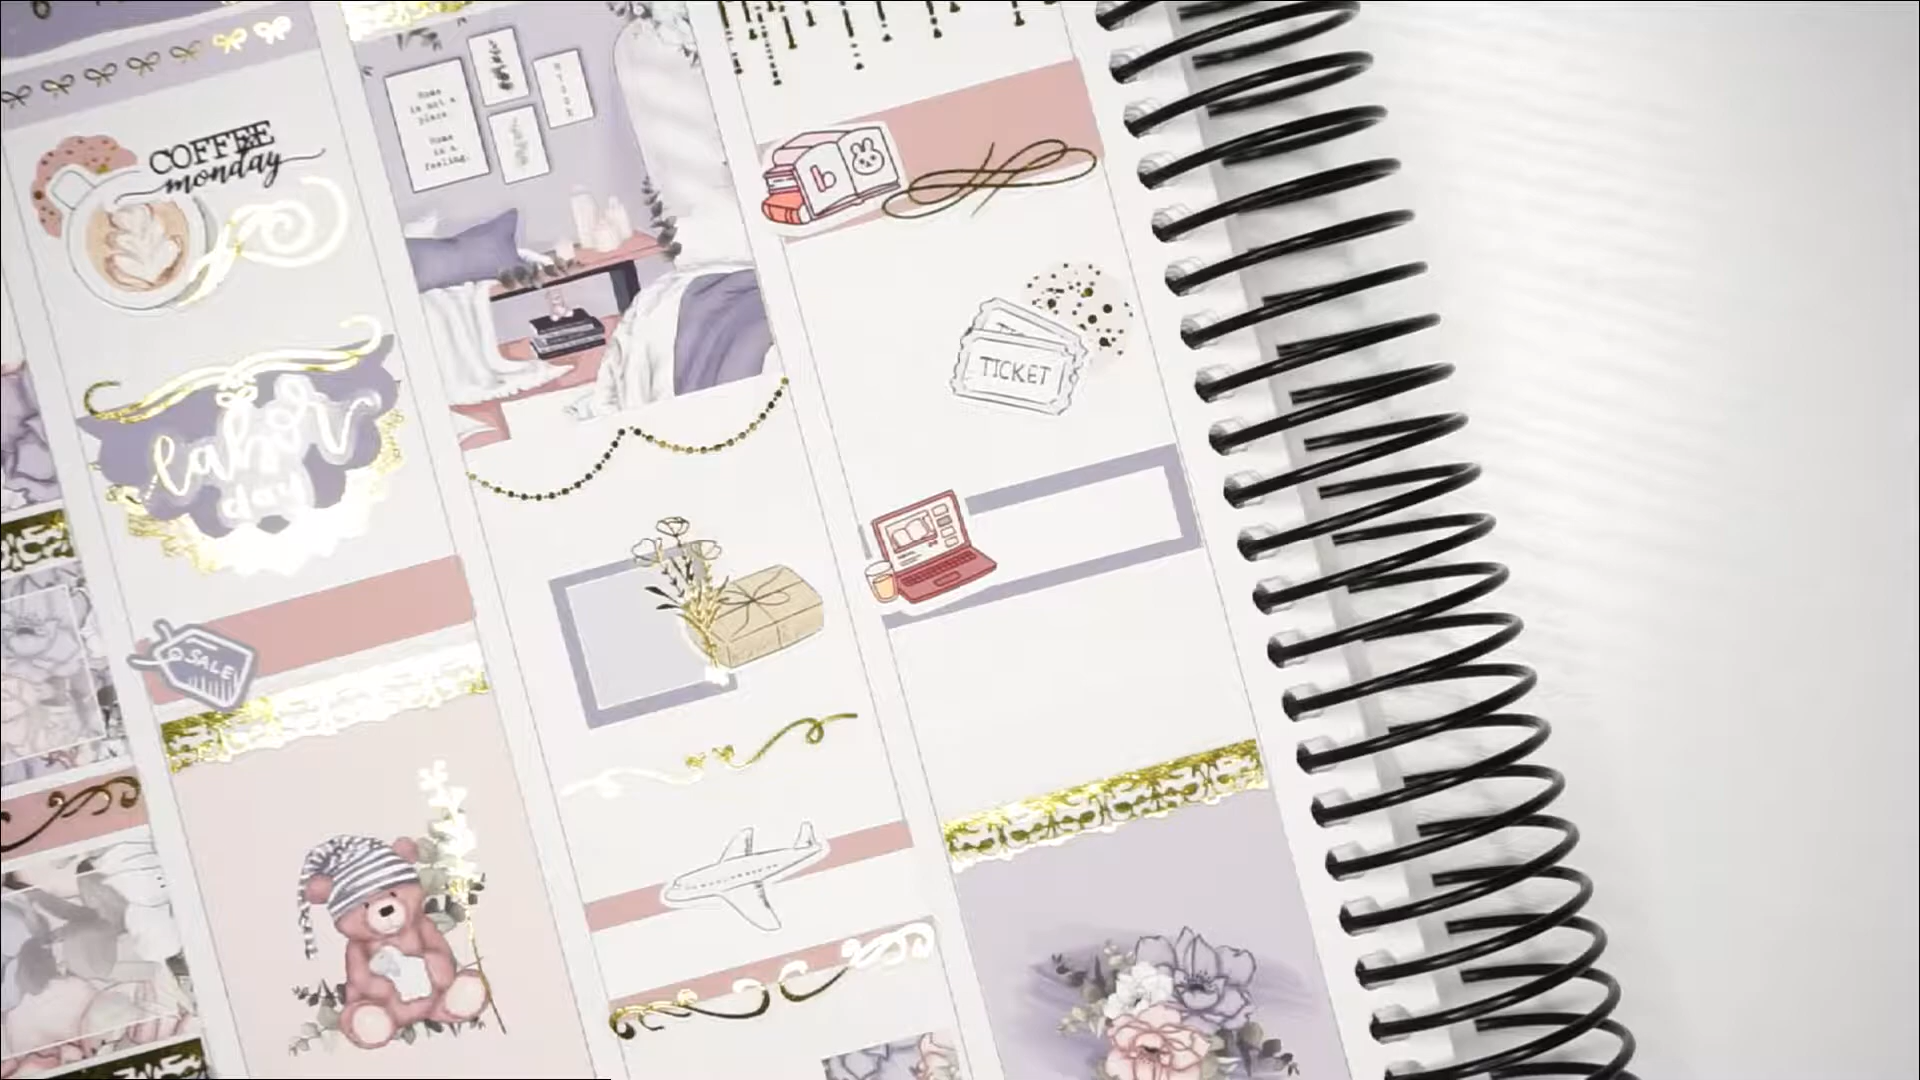 COFFEE
monday
labor
day
SALE
Home
is not a
place.
Home
is a
feeling.
b
TICKET